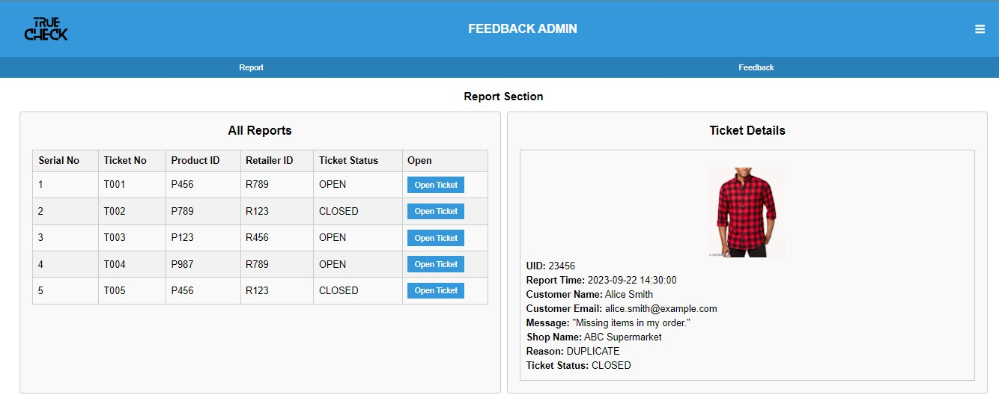 TRUE
CHECK
FEEDBACK ADMIN
Report
Feedback
Report Section
All Reports
Serial No Ticket No Product ID Retailer ID Ticket Status Open
1 T001 P456 R789 OPEN Open Ticket
2 T002 P789 R123 CLOSED Open Ticket
3 T003 P123 R456 OPEN Open Ticket
4 T004 P987 R789 OPEN Open Ticket
5 T005 P456 R123 CLOSED Open Ticket
Ticket Details
UID: 23456
Report Time: 2023-09-22 14:30:00
Customer Name: Alice Smith
Customer Email: alice.smith@example.com
Message: "Missing items in my order."
Shop Name: ABC Supermarket
Reason: DUPLICATE
Ticket Status: CLOSED